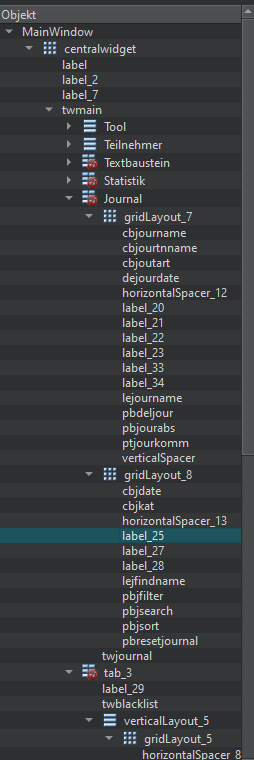 Objekt
MainWindow
centralwidget
label
label_2
label_7
twmain
Tool
Teilnehmer
Textbaustein
Statistik
Journal
gridLayout_7
cbjourname
cbjourtnname
cbjoutart
dejourdate
horizontalSpacer_12
label_20
label_21
label_22
label_23
label_33
label_34
lejourname
pbdeljour
pbjourabs
ptjourkomm
verticalSpacer
gridLayout_8
cbjdate
cbjkat
horizontalSpacer_13
label_25
label_27
label_28
lejfindname
pbjfilter
pbjsearch
pbjsort
pbresetjournal
twjournal
tab_3
label_29
twblacklist
verticalLayout_5
gridLayout_5
horizontalSpacer_8